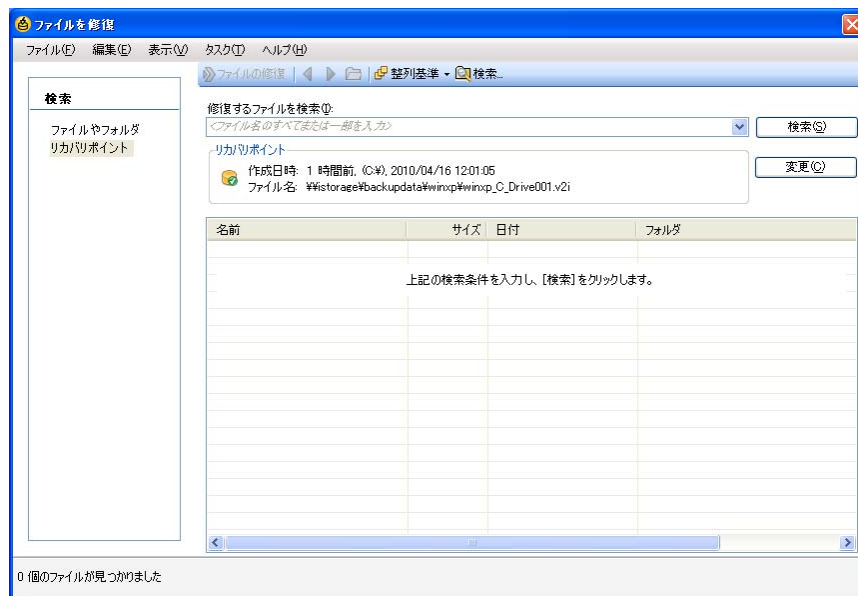 ファイルを修復
ファイル(F) 編集(E) 表示(V) タスク(T) ヘルプ(H)
ファイルの修復 整列基準 検索...
検索
ファイルやフォルダ
リカバリポイント
修復するファイルを検索(I):
<ファイル名のすべてまたは一部を入力>
検索(S)
リカバリポイント
作成日時: 1 時間前, (C:¥), 2010/04/16 12:01:05
ファイル名: ¥¥istorage¥backupdata¥winxp¥winxp_C_Drive001.v2i
変更(C)
名前 サイズ 日付 フォルダ
上記の検索条件を入力し、[検索] をクリックします。
0 個のファイルが見つかりました